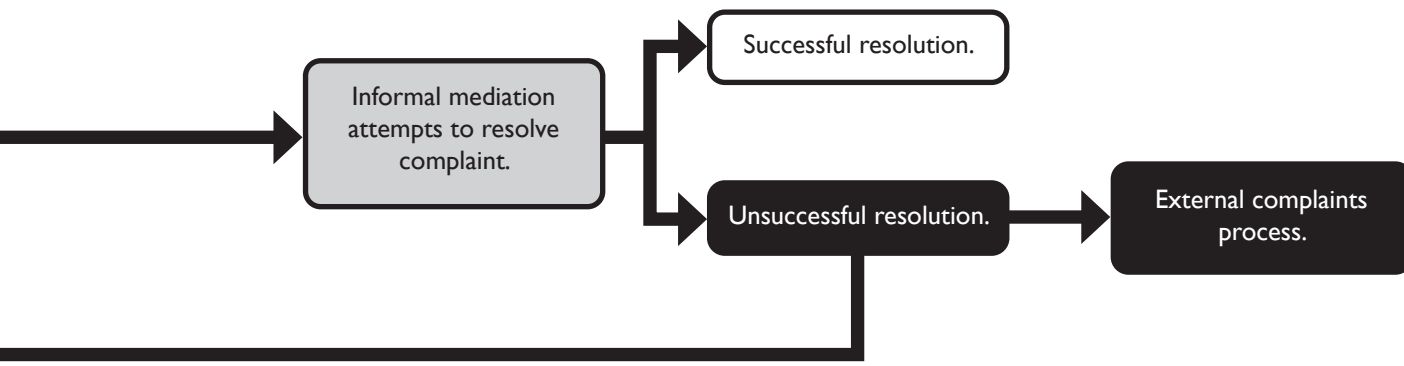 Successful resolution.
Informal mediation
attempts to resolve
complaint.
Unsuccessful resolution.
External complaints
process.